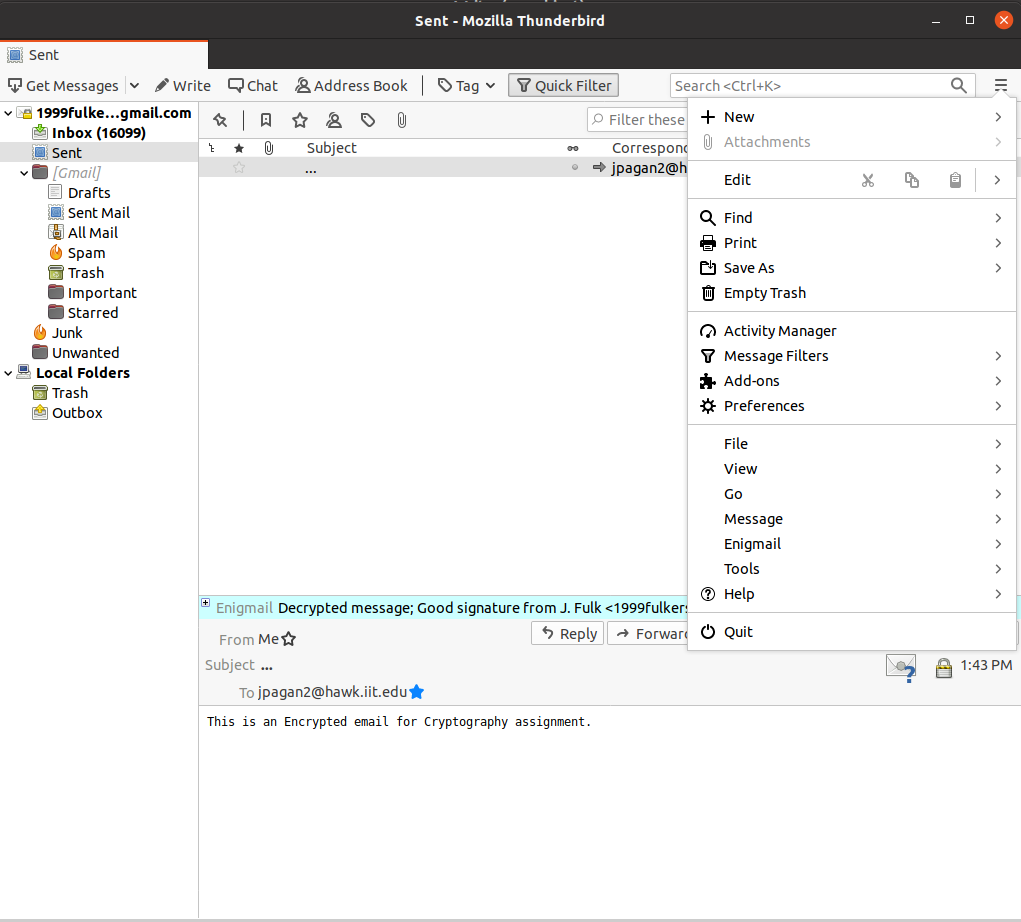 Sent - Mozilla Thunderbird
Sent
Get Messages Write Chat Address Book Tag Quick Filter Search <Ctrl+K>
1999fulke...gmail.com
Inbox (16099)
Sent
[Gmail]
Drafts
Sent Mail
All Mail
Spam
Trash
Important
Starred
Junk
Unwanted
Local Folders
Trash
Outbox
Filter these
Subject Correspond
... jpagan2@h
New
Attachments
Edit
Find
Print
Save As
Empty Trash
Activity Manager
Message Filters
Add-ons
Preferences
File
View
Go
Message
Enigmail
Tools
Help
Quit
Enigmail Decrypted message; Good signature from J. Fulk <1999fulkers
From Me Reply Forward
Subject ... 1:43 PM
To jpagan2@hawk.iit.edu
This is an Encrypted email for Cryptography assignment.